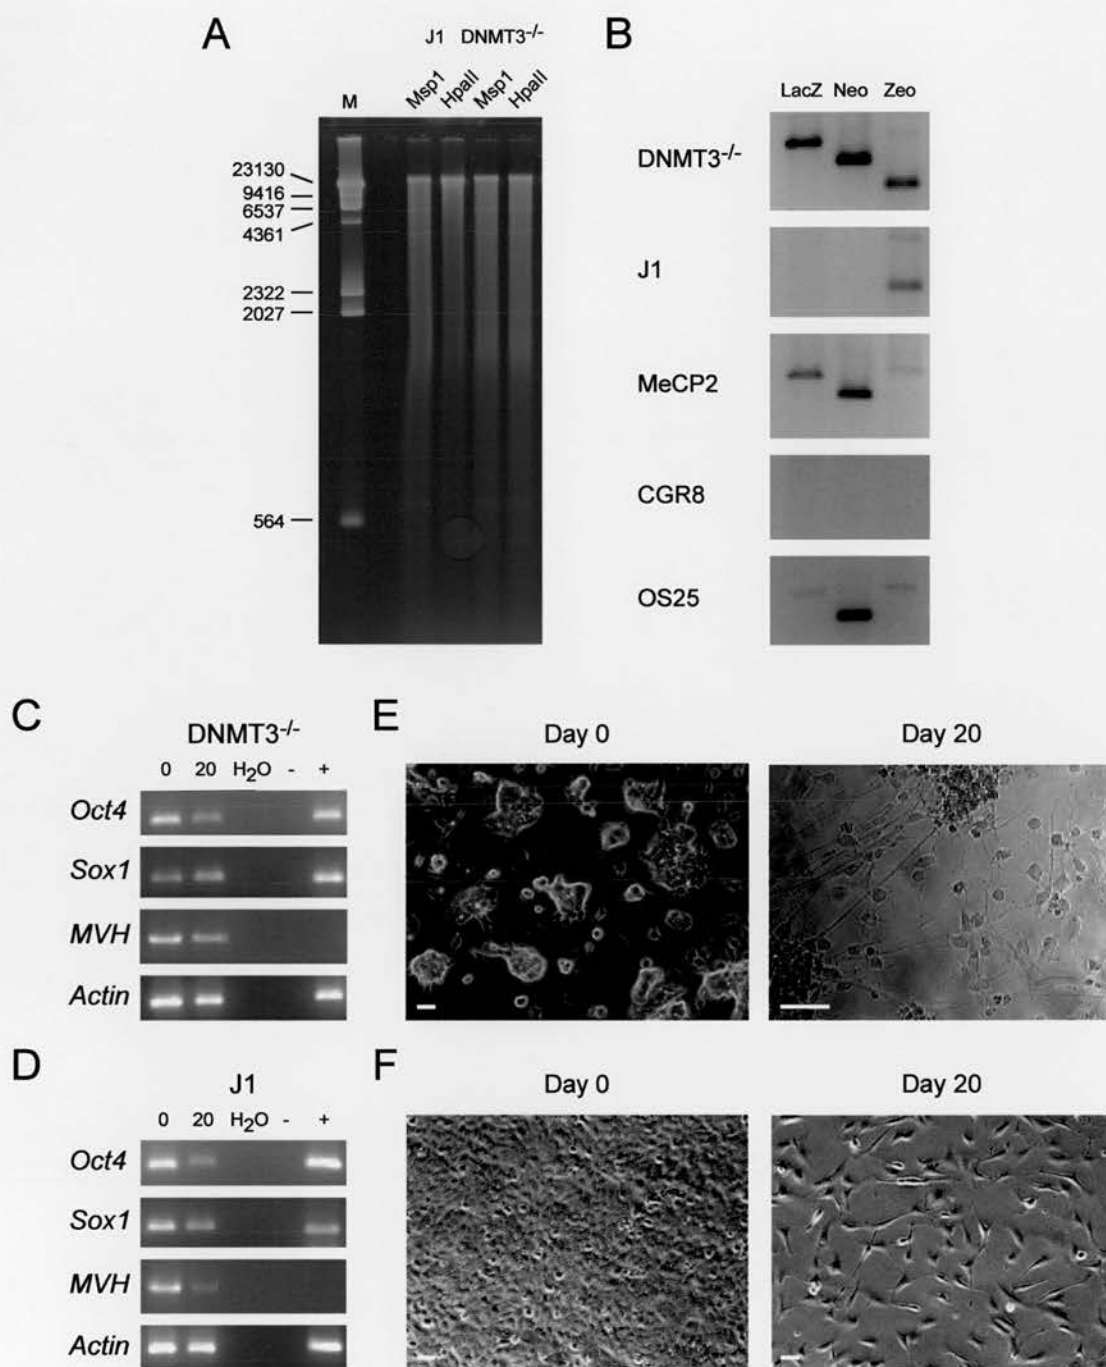 A
J1 DNMT3-/-
M Msp1 HpaII Msp1 HpaII
23130
9416
6537
4361
2322
2027
564
B
LacZ Neo Zeo
DNMT3-/-
J1
MeCP2
CGR8
OS25
C
DNMT3-/-
0 20 H2O - +
Oct4
Sox1
MVH
Actin
D
J1
0 20 H2O - +
Oct4
Sox1
MVH
Actin
E
Day 0 Day 20
F
Day 0 Day 20